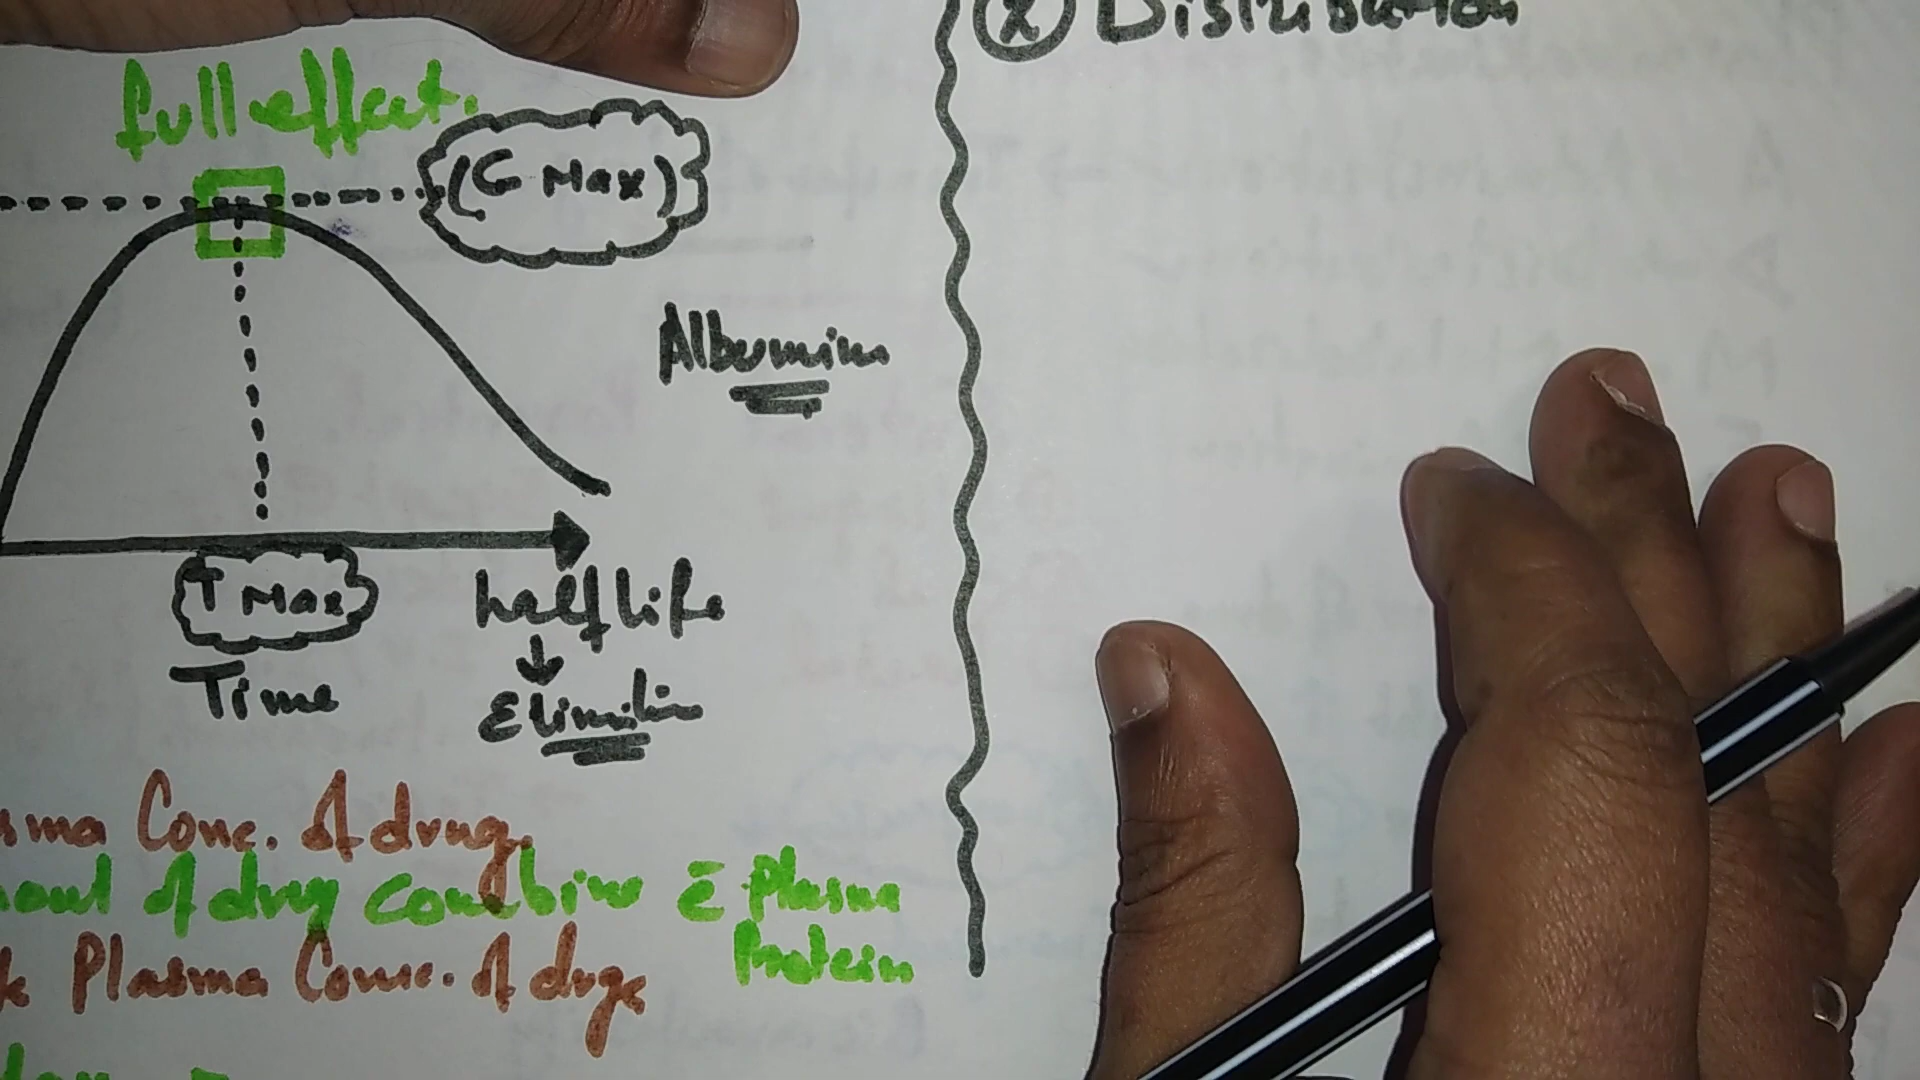 full effect.
(C Max)
Albumin
T Max
Time
half life
Elimination
sma Conc. of drug.
of drug combine c̄ Plasma
Protein
Plasma Conc. of drugs
Distribution